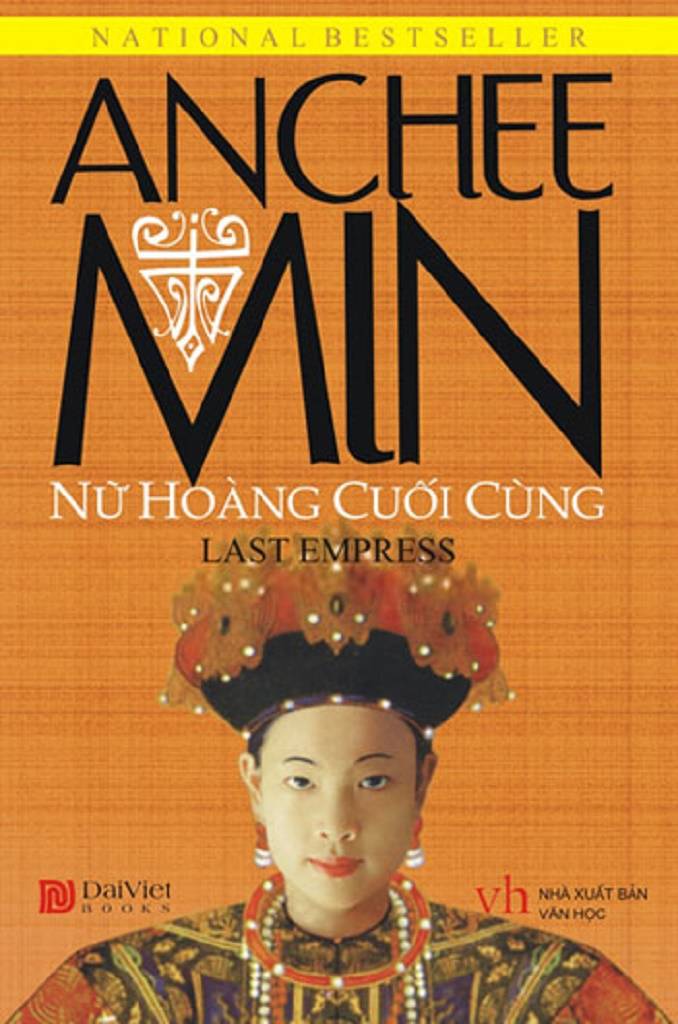 NATIONAL BESTSELLER
ANCHEE
MIN
NỮ HOÀNG CUỐI CÙNG
LAST EMPRESS
DaiViet
BOOKS
vh NHÀ XUẤT BẢN
VĂN HỌC